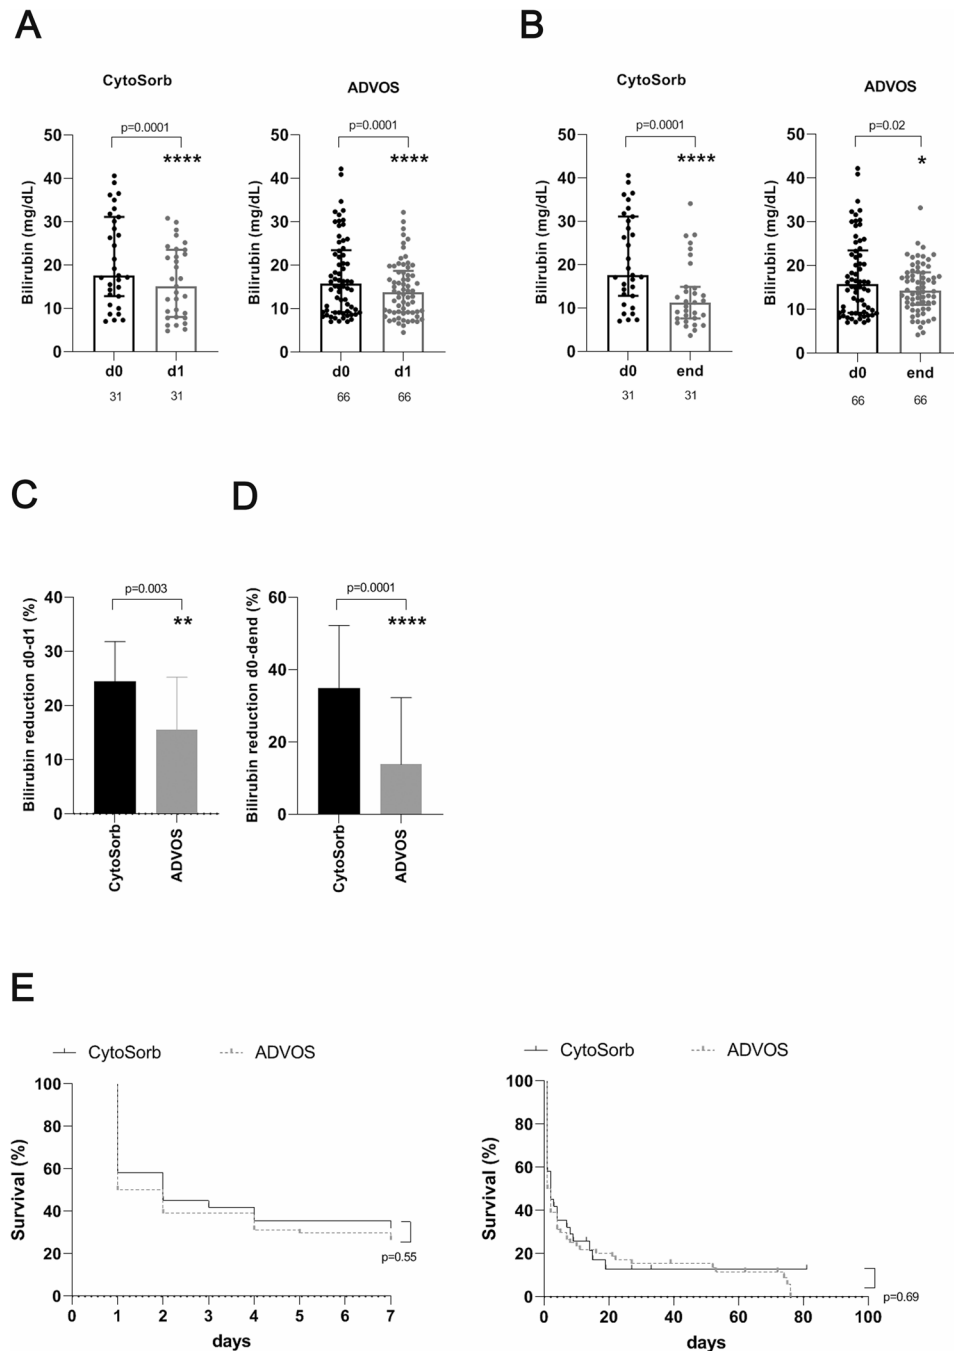 A
B
CytoSorb
ADVOS
CytoSorb
ADVOS
p=0.0001
p=0.0001
p=0.0001
p=0.02
****
****
****
*
Bilirubin (mg/dL)
50
40
30
20
10
0
d0
d1
31
31
Bilirubin (mg/dL)
50
40
30
20
10
0
d0
d1
66
66
Bilirubin (mg/dL)
50
40
30
20
10
0
d0
end
31
31
Bilirubin (mg/dL)
50
40
30
20
10
0
d0
end
66
66
C
D
p=0.003
**
Bilirubin reduction d0-d1 (%)
40
30
20
10
0
CytoSorb
ADVOS
p=0.0001
****
Bilirubin reduction d0-dend (%)
60
40
20
0
CytoSorb
ADVOS
E
CytoSorb
ADVOS
Survival (%)
100
80
60
40
20
0
0 1 2 3 4 5 6 7
days
p=0.55
CytoSorb
ADVOS
Survival (%)
100
80
60
40
20
0
0 20 40 60 80 100
days
p=0.69